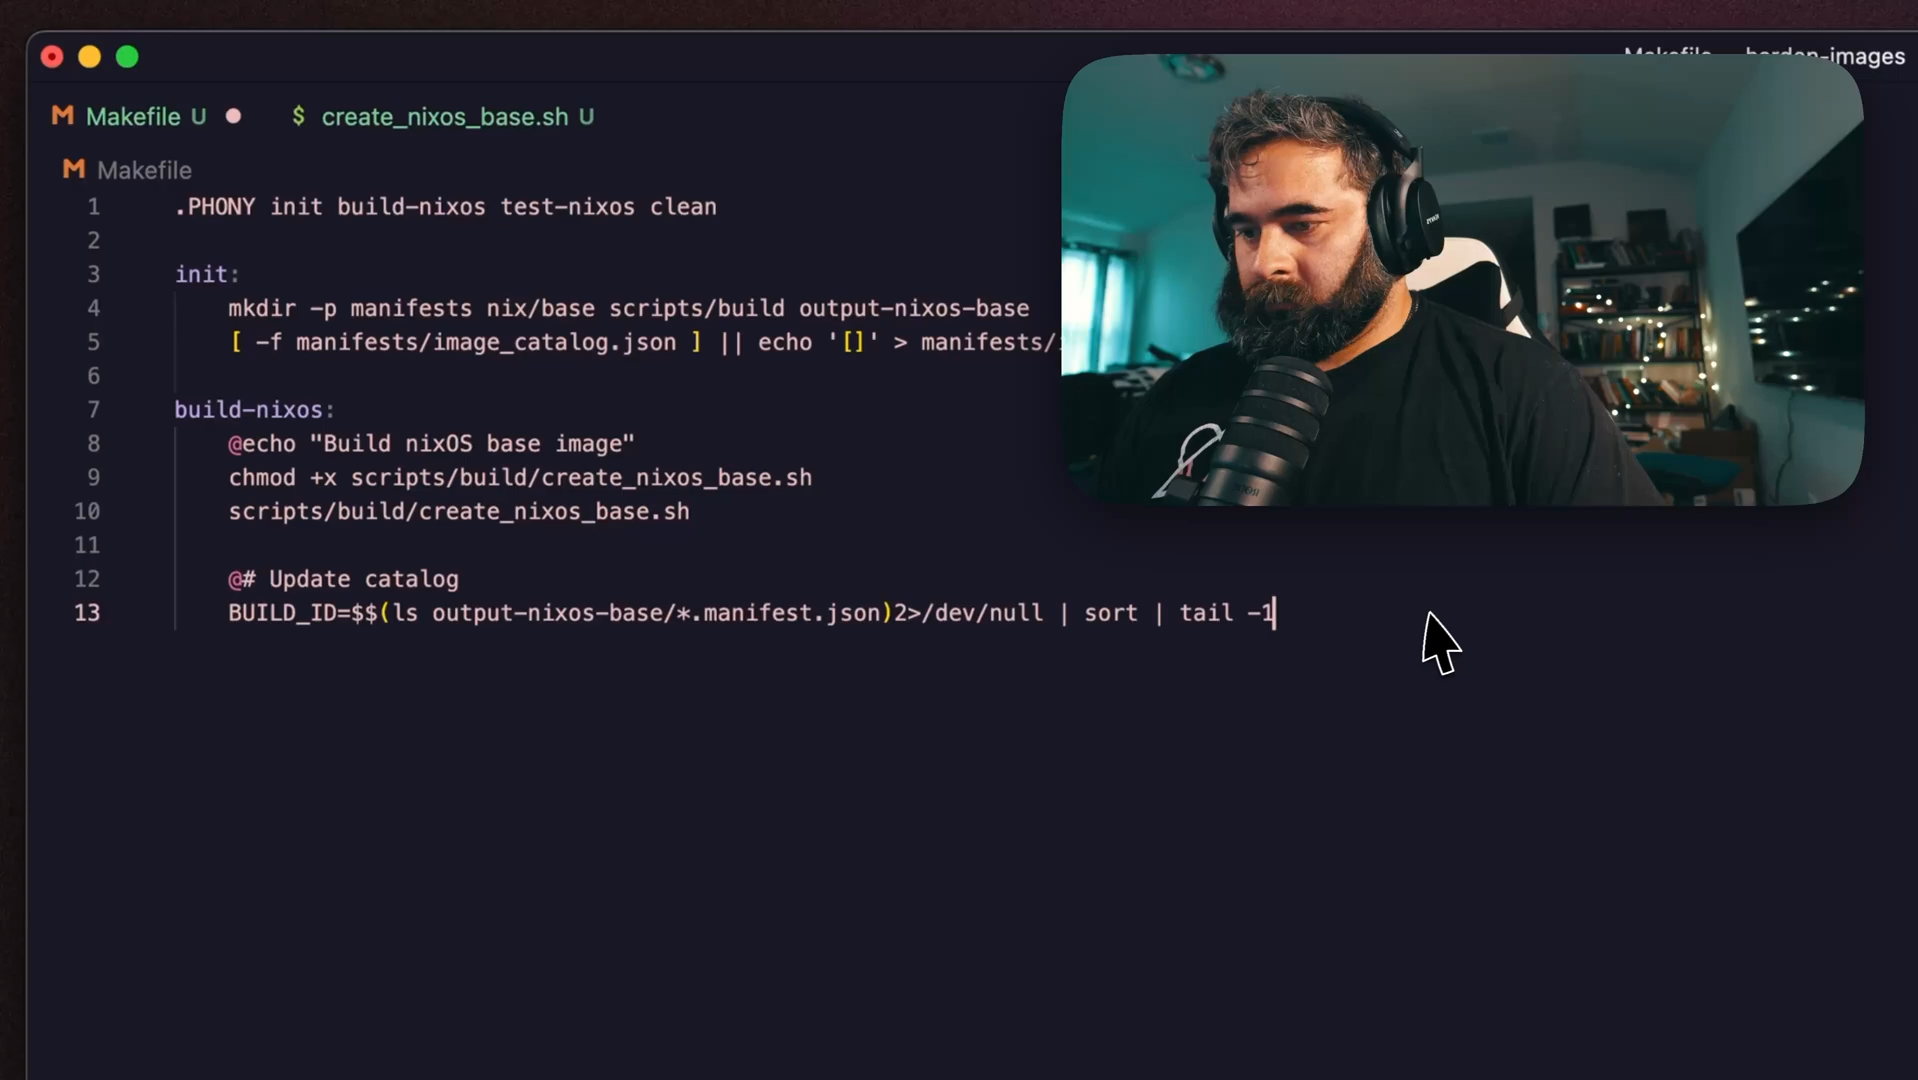 Makefile — harden-images
M Makefile U
$ create_nixos_base.sh U
M Makefile
1 .PHONY init build-nixos test-nixos clean
2
3 init:
4 mkdir -p manifests nix/base scripts/build output-nixos-base
5 [ -f manifests/image_catalog.json ] || echo '[]' > manifests/
6
7 build-nixos:
8 @echo "Build nixOS base image"
9 chmod +x scripts/build/create_nixos_base.sh
10 scripts/build/create_nixos_base.sh
11
12 @# Update catalog
13 BUILD_ID=$$(ls output-nixos-base/*.manifest.json)2>/dev/null | sort | tail -1